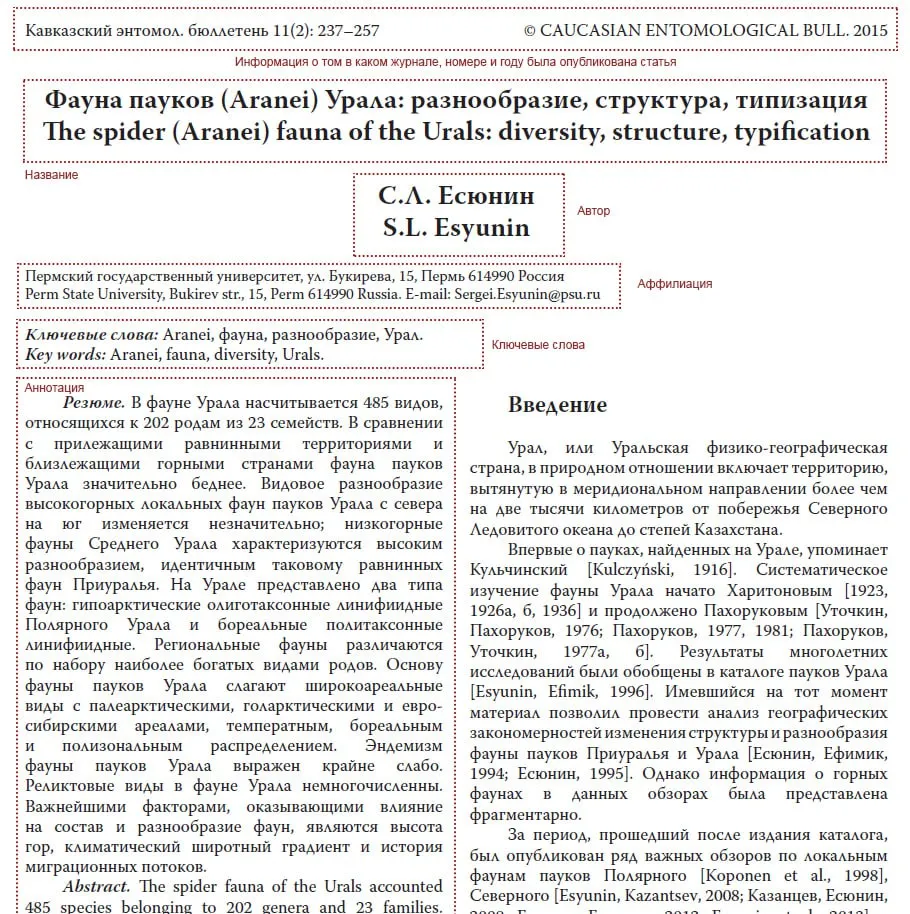 Кавказский энтомол. бюллетень 11(2): 237–257
© CAUCASIAN ENTOMOLOGICAL BULL. 2015
Информация о том в каком журнале, номере и году была опубликована статья
Фауна пауков (Aranei) Урала: разнообразие, структура, типизация
The spider (Aranei) fauna of the Urals: diversity, structure, typification
Название
С.Л. Есюнин
S.L. Esyunin
Автор
Пермский государственный университет, ул. Букирева, 15, Пермь 614990 Россия
Perm State University, Bukirev str., 15, Perm 614990 Russia. E-mail: Sergei.Esyunin@psu.ru
Аффилиация
Ключевые слова: Aranei, фауна, разнообразие, Урал.
Key words: Aranei, fauna, diversity, Urals.
Ключевые слова
Аннотация
Резюме. В фауне Урала насчитывается 485 видов,
относящихся к 202 родам из 23 семейств. В сравнении
с прилежащими равнинными территориями и
близлежащими горными странами фауна пауков
Урала значительно беднее. Видовое разнообразие
высокогорных локальных фаун пауков Урала с севера
на юг изменяется незначительно; низкогорные
фауны Среднего Урала характеризуются высоким
разнообразием, идентичным таковому равнинных
фаун Приуралья. На Урале представлено два типа
фаун: гипоарктические олиготаксонные линифиидные
Полярного Урала и бореальные политаксонные
линифиидные. Региональные фауны различаются
по набору наиболее богатых видами родов. Основу
фауны пауков Урала слагают широкоареальные
виды с палеарктическими, голарктическими и евро-
сибирскими ареалами, температным, бореальным
и полизональным распределением. Эндемизм
фауны пауков Урала выражен крайне слабо.
Реликтовые виды в фауне Урала немногочисленны.
Важнейшими факторами, оказывающими влияние
на состав и разнообразие фаун, являются высота
гор, климатический широтный градиент и история
миграционных потоков.
Abstract. The spider fauna of the Urals accounted
485 species belonging to 202 genera and 23 families.
Введение
Урал, или Уральская физико-географическая
страна, в природном отношении включает территорию,
вытянутую в меридиональном направлении более чем
на две тысячи километров от побережья Северного
Ледовитого океана до степей Казахстана.
Впервые о пауках, найденных на Урале, упоминает
Кульчинский [Kulczyński, 1916]. Систематическое
изучение фауны Урала начато Харитоновым [1923,
1926а, б, 1936] и продолжено Пахоруковым [Уточкин,
Пахоруков, 1976; Пахоруков, 1977, 1981; Пахоруков,
Уточкин, 1977а, б]. Результаты многолетних
исследований были обобщены в каталоге пауков Урала
[Esyunin, Efimik, 1996]. Имевшийся на тот момент
материал позволил провести анализ географических
закономерностей изменения структуры и разнообразия
фауны пауков Приуралья и Урала [Есюнин, Ефимик,
1994; Есюнин, 1995]. Однако информация о горных
фаунах в данных обзорах была представлена
фрагментарно.
За период, прошедший после издания каталога,
был опубликован ряд важных обзоров по локальным
фаунам пауков Полярного [Koponen et al., 1998],
Северного [Esyunin, Kazantsev, 2008; Казанцев, Есюнин,